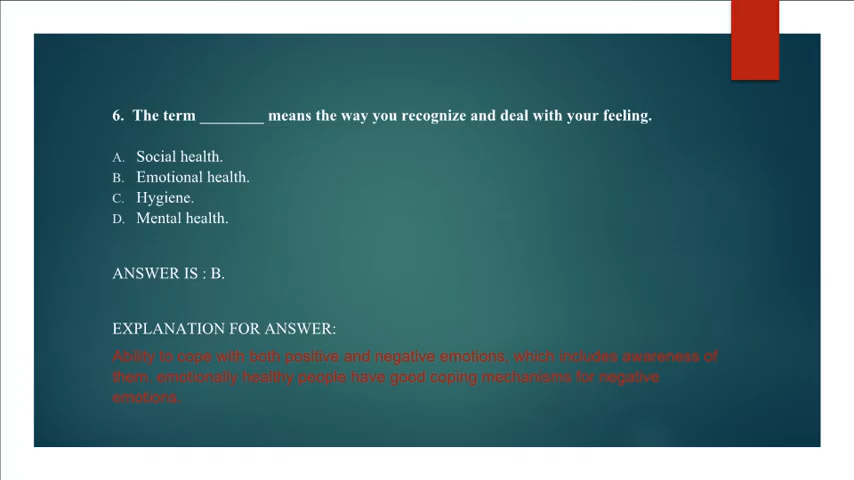 6. The term ________ means the way you recognize and deal with your feeling.
A. Social health.
B. Emotional health.
C. Hygiene.
D. Mental health.
ANSWER IS : B.
EXPLANATION FOR ANSWER:
Ability to cope with both positive and negative emotions, which includes awareness of
them. emotionally healthy people have good coping mechanisms for negative
emotions.